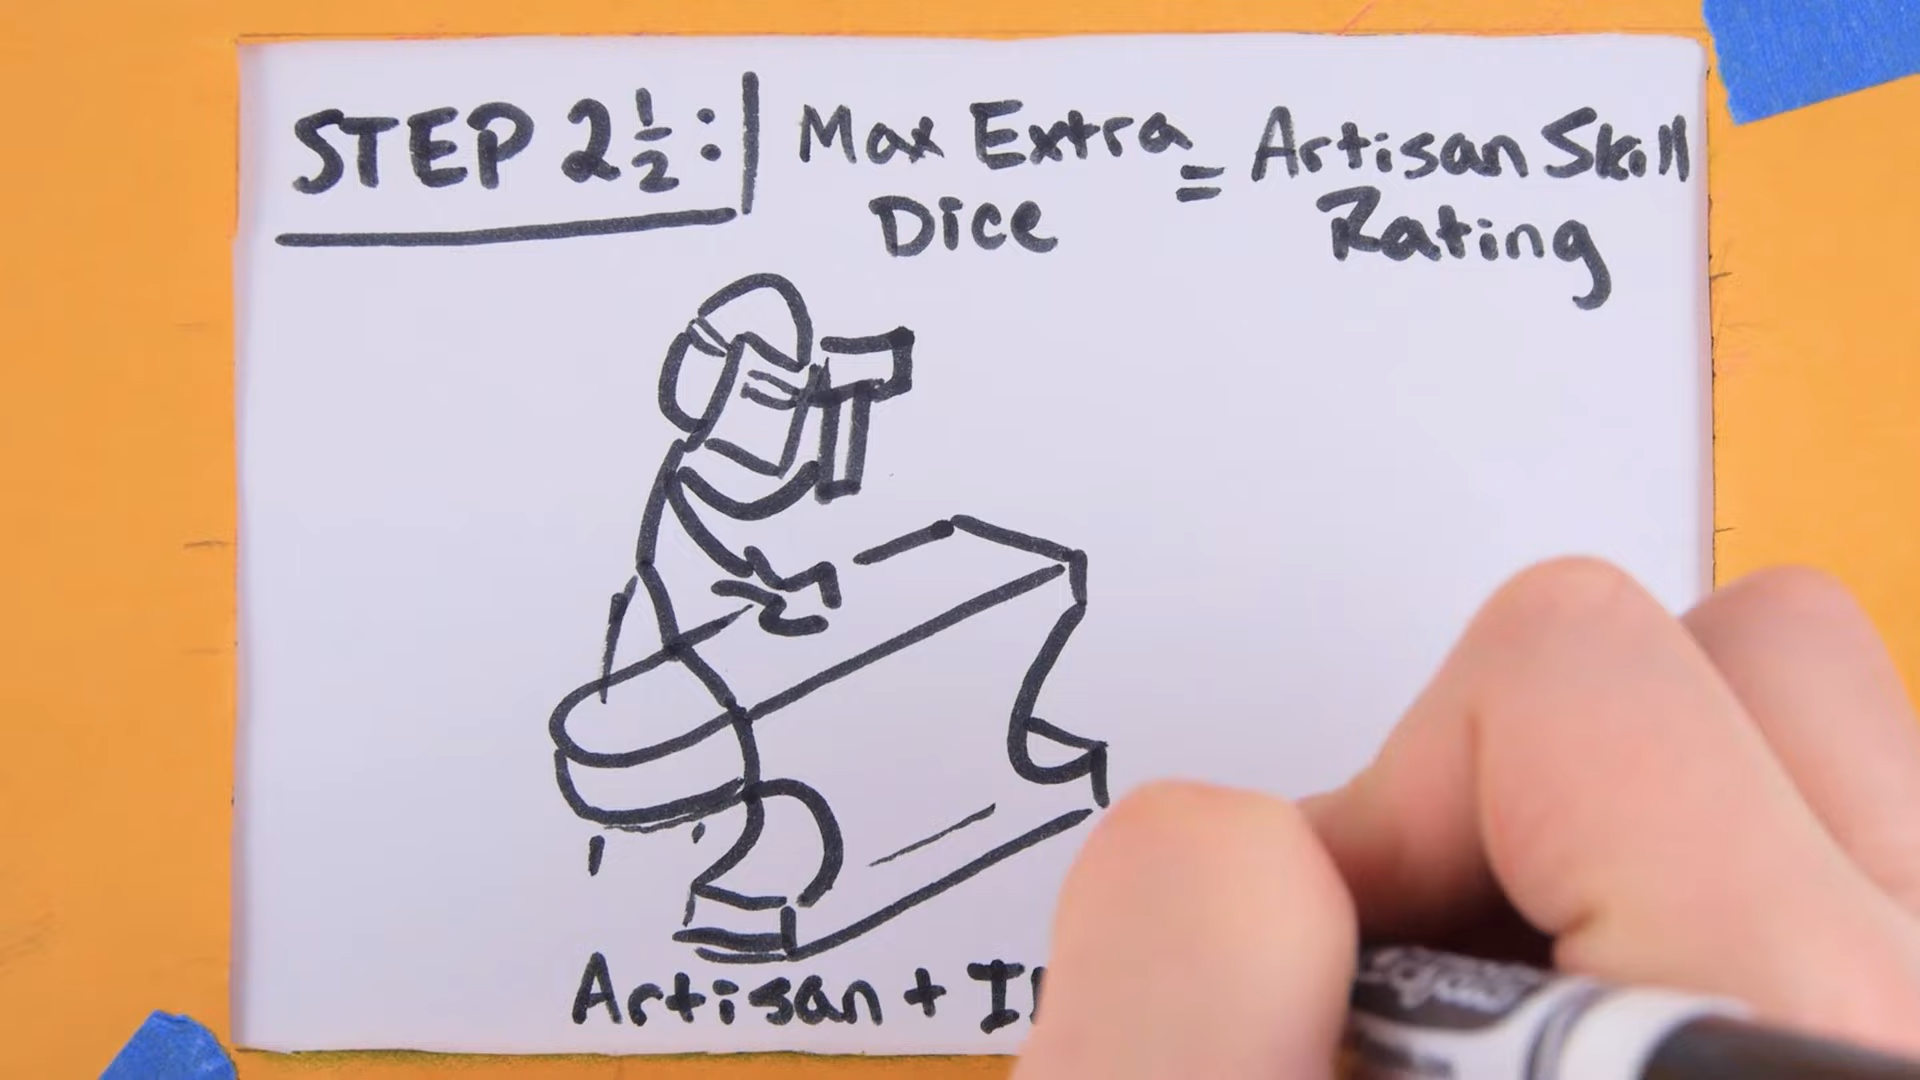 STEP 2½: Max Extra = Artisan Skill
Dice Rating
Artisan +